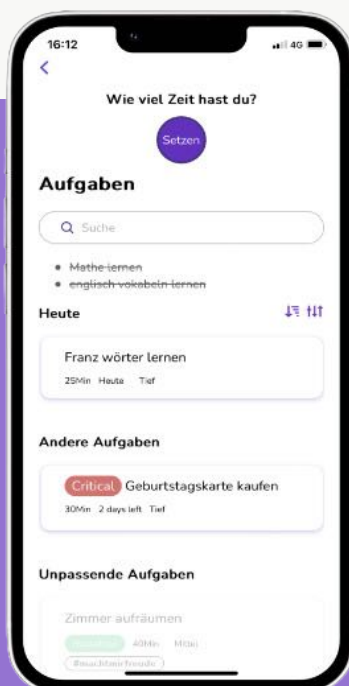 16:12 4G
Wie viel Zeit hast du?
Setzen
Aufgaben
Suche
Mathe lernen
englisch vokabeln lernen
Heute
Franz wörter lernen
25Min Heute Tief
Andere Aufgaben
Critical Geburtstagskarte kaufen
30Min 2 days left Tief
Unpassende Aufgaben
Zimmer aufräumen
40Min Mittel
#machtmirfreude